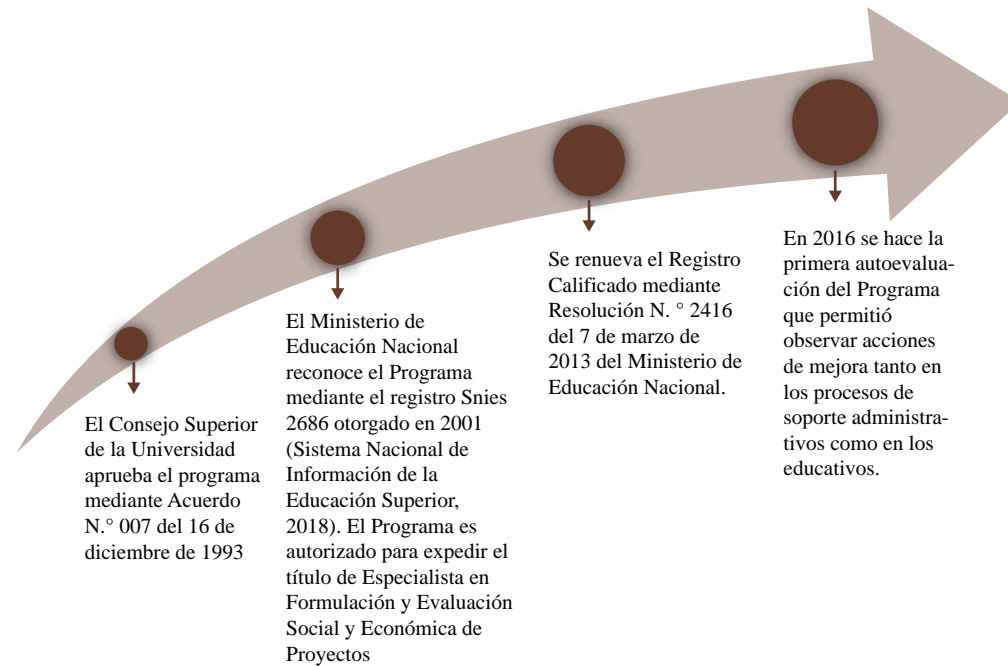 El Consejo Superior
de la Universidad
aprueba el programa
mediante Acuerdo
N.° 007 del 16 de
diciembre de 1993
El Ministerio de
Educación Nacional
reconoce el Programa
mediante el registro Snies
2686 otorgado en 2001
(Sistema Nacional de
Información de la
Educación Superior,
2018). El Programa es
autorizado para expedir el
título de Especialista en
Formulación y Evaluación
Social y Económica de
Proyectos
Se renueva el Registro
Calificado mediante
Resolución N. ° 2416
del 7 de marzo de
2013 del Ministerio de
Educación Nacional.
En 2016 se hace la
primera autoevalua-
ción del Programa
que permitió
observar acciones
de mejora tanto en
los procesos de
soporte administra-
tivos como en los
educativos.